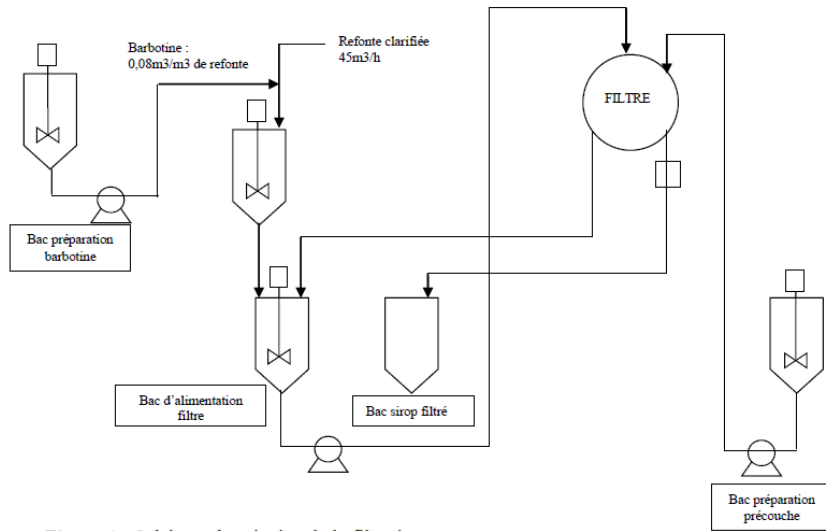 Barbotine :
0,08m3/m3 de refonte
Refonte clarifiée
45m3/h
FILTRE
Bac préparation
barbotine
Bac d'alimentation
filtre
Bac sirop filtré
Bac préparation
précouche